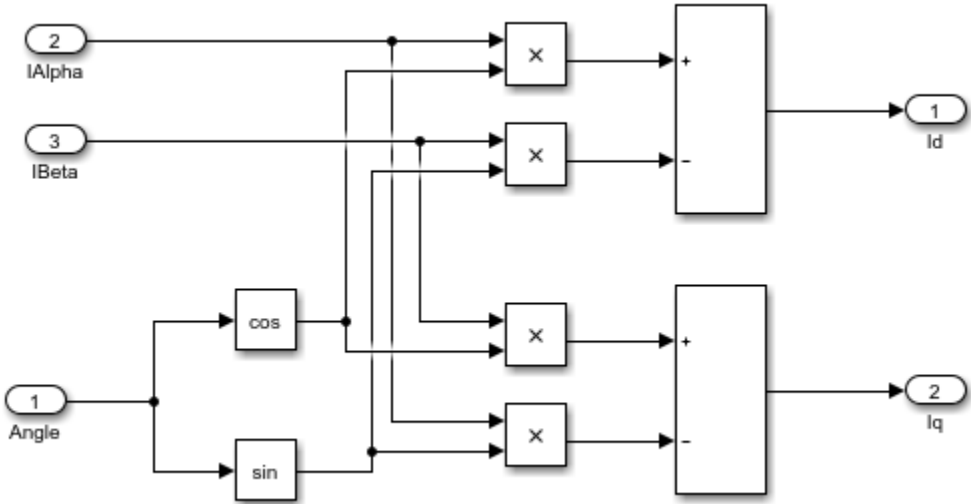 2
IAlpha
×
+
3
IBeta
×
−
1
Id
cos
×
+
1
Angle
2
Iq
sin
×
−